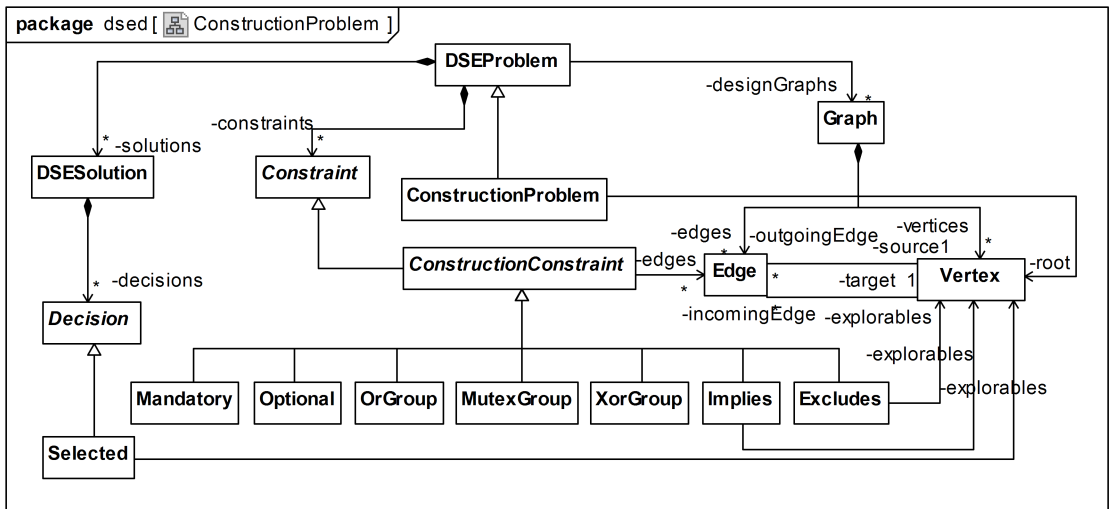 package dsed [ ConstructionProblem ]
DSEProblem
-designGraphs
*
Graph
-constraints
*
* -solutions
DSESolution
Constraint
ConstructionProblem
-edges
*
-outgoingEdge
*
-vertices
*
-source1
-edges
*
ConstructionConstraint
Edge
Vertex
-root
-target 1
-incomingEdge
*
* -decisions
Decision
-explorables
-explorables
-explorables
Mandatory
Optional
OrGroup
MutexGroup
XorGroup
Implies
Excludes
Selected